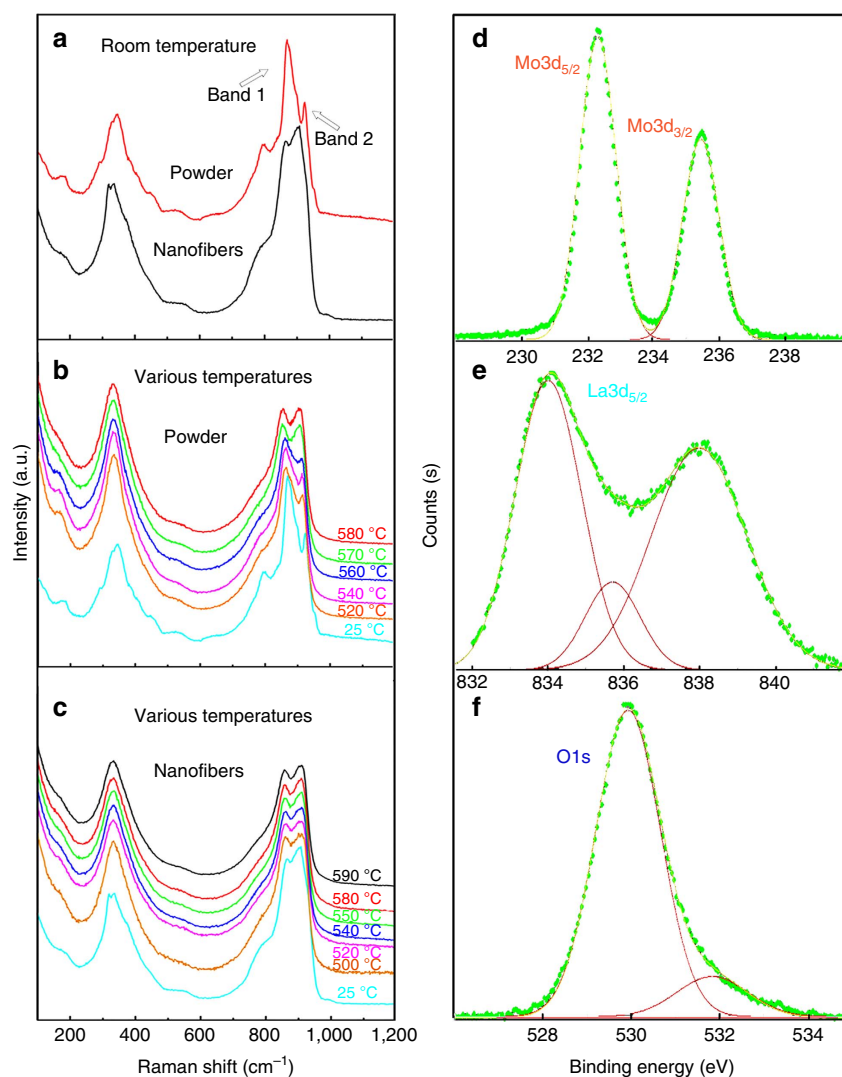 a
Room temperature
Band 1
Band 2
Powder
Nanofibers
b
Various temperatures
Powder
580 °C
570 °C
560 °C
540 °C
520 °C
25 °C
c
Various temperatures
Nanofibers
590 °C
580 °C
550 °C
540 °C
520 °C
500 °C
25 °C
200 400 600 800 1,000 1,200
Raman shift (cm⁻¹)
Intensity (a.u.)
d
Mo3d₅/₂
Mo3d₃/₂
230 232 234 236 238
e
La3d₅/₂
832 834 836 838 840
f
O1s
528 530 532 534
Binding energy (eV)
Counts (s)